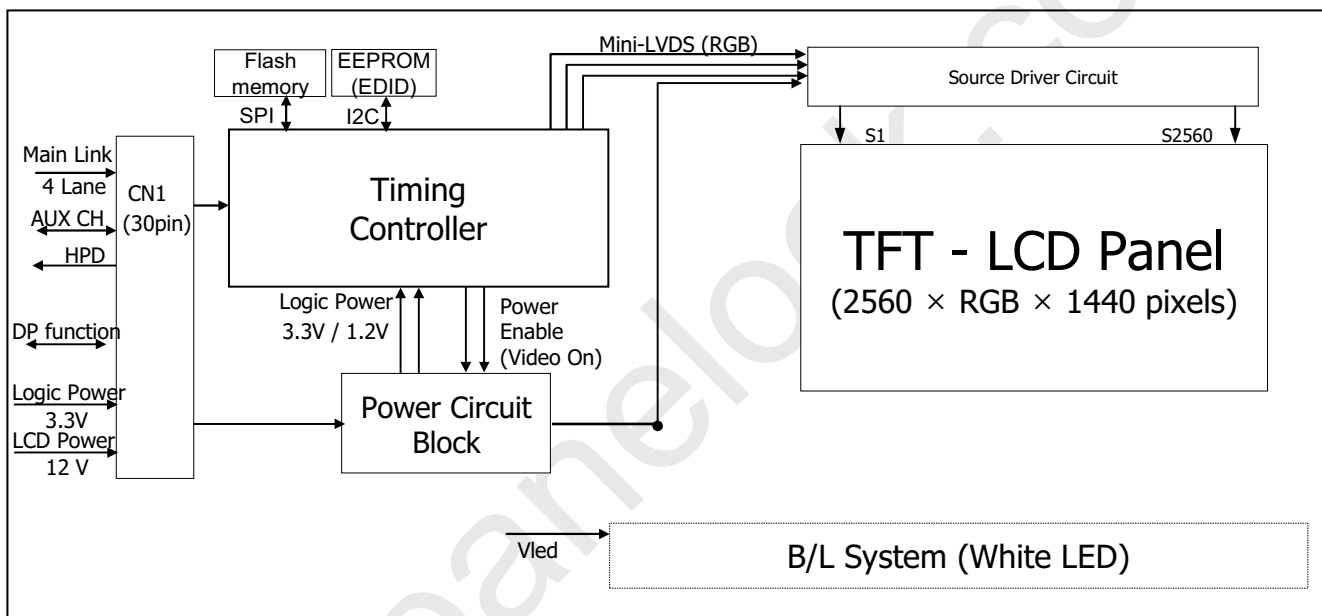 Flash
memory
EEPROM
(EDID)
Mini-LVDS (RGB)
Source Driver Circuit
SPI
I2C
S1
S2560
Main Link
4 Lane
CN1
(30pin)
AUX CH
HPD
Timing
Controller
TFT - LCD Panel
(2560 × RGB × 1440 pixels)
Logic Power
3.3V / 1.2V
Power
Enable
(Video On)
DP function
Logic Power
3.3V
LCD Power
12 V
Power Circuit
Block
Vled
B/L System (White LED)